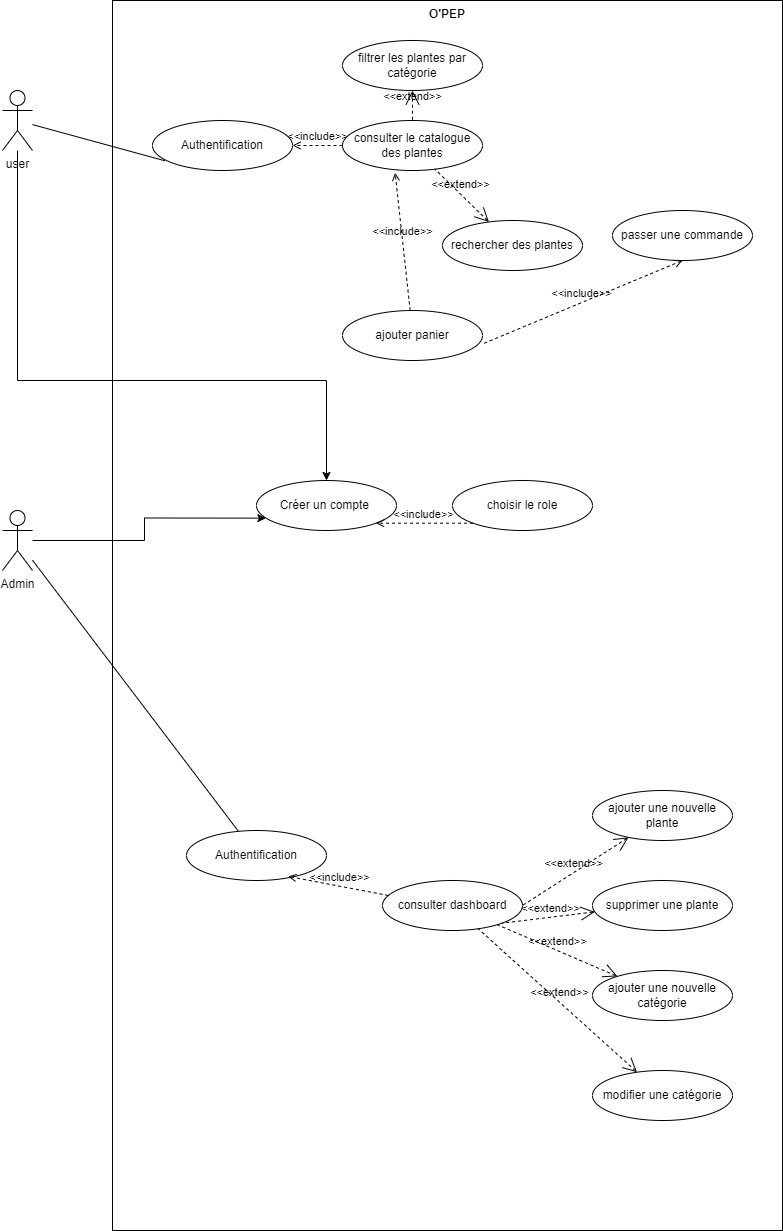 O'PEP
filtrer les plantes par
catégorie
<<extend>>
user
Authentification
<<include>>
consulter le catalogue
des plantes
<<extend>>
<<include>>
rechercher des plantes
passer une commande
<<include>>
ajouter panier
Créer un compte
<<include>>
choisir le role
Admin
ajouter une nouvelle
plante
Authentification
<<include>>
<<extend>>
consulter dashboard
<<extend>>
supprimer une plante
<<extend>>
ajouter une nouvelle
catégorie
<<extend>>
modifier une catégorie